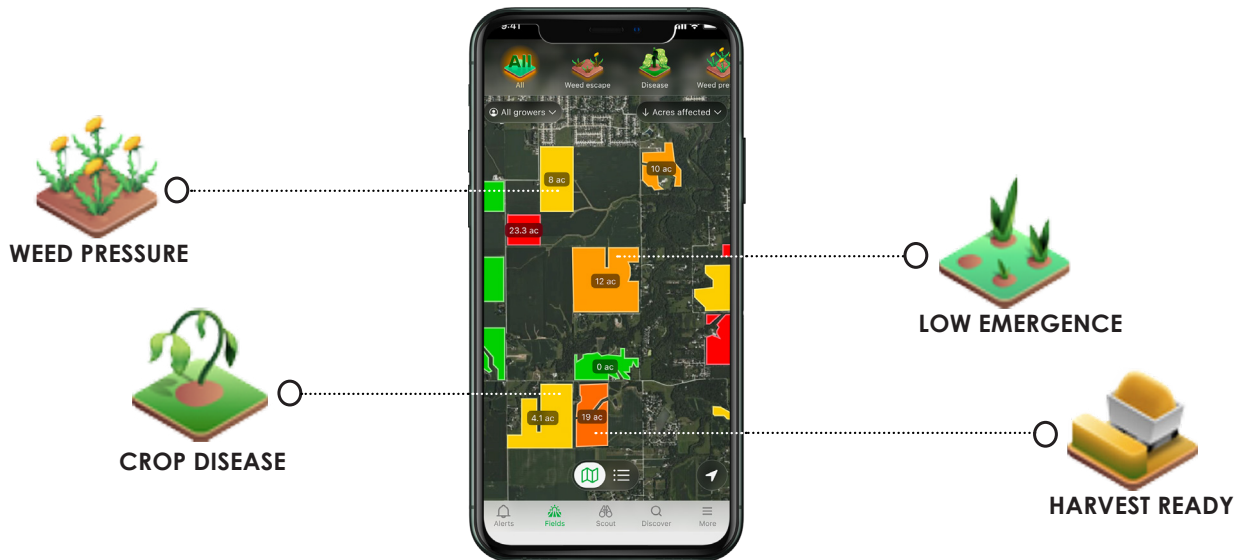 9:41
All
All
Weed escape
Disease
Weed pre
All growers
Acres affected
8 ac
10 ac
WEED PRESSURE
23.3 ac
12 ac
LOW EMERGENCE
0 ac
4.1 ac
19 ac
CROP DISEASE
HARVEST READY
Alerts
Fields
Scout
Discover
More